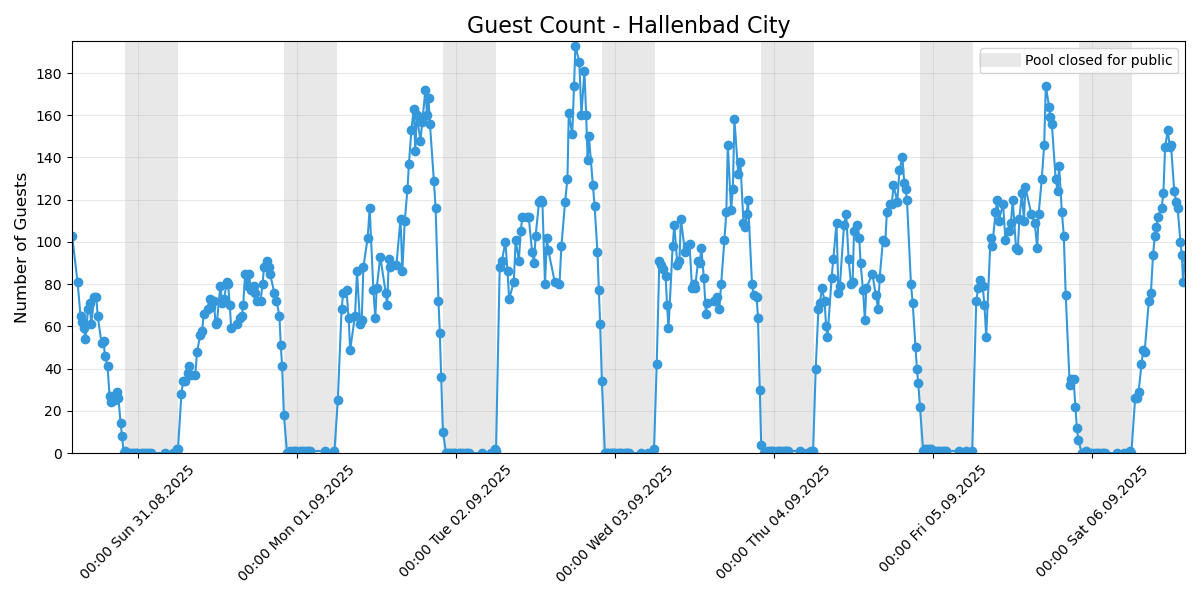 Guest Count - Hallenbad City
Pool closed for public
Number of Guests
180
160
140
120
100
80
60
40
20
0
00:00 Sun 31.08.2025
00:00 Mon 01.09.2025
00:00 Tue 02.09.2025
00:00 Wed 03.09.2025
00:00 Thu 04.09.2025
00:00 Fri 05.09.2025
00:00 Sat 06.09.2025